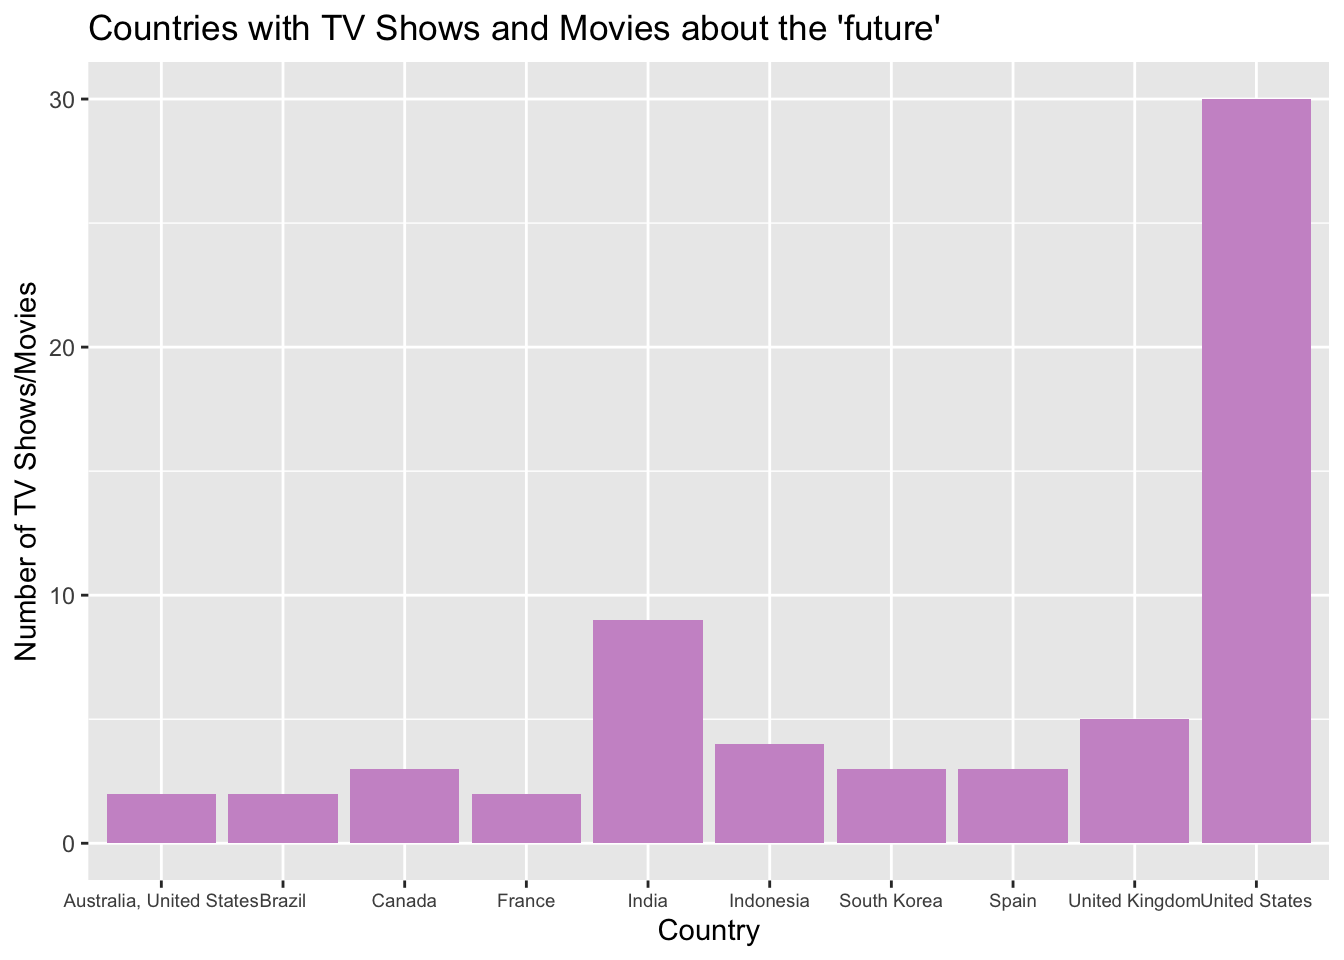 Countries with TV Shows and Movies about the 'future'
Number of TV Shows/Movies
30
20
10
0
Australia, United States Brazil Canada France India Indonesia South Korea Spain United Kingdom United States
Country